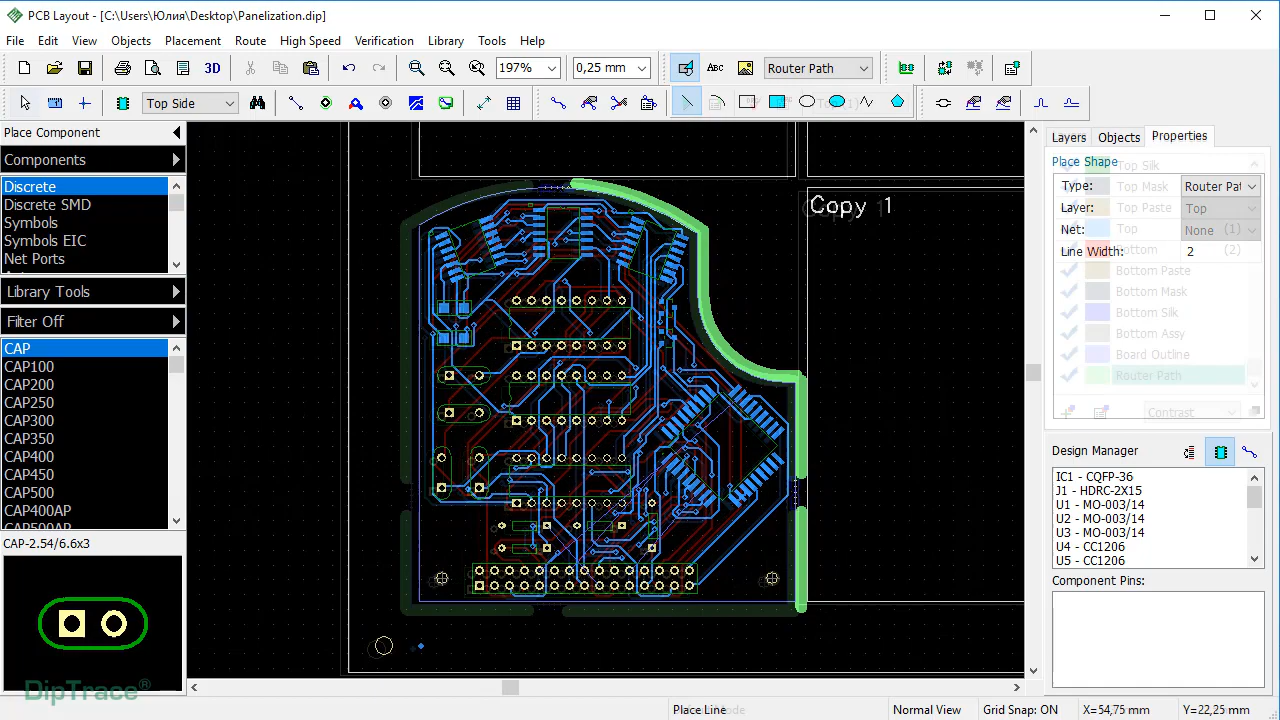 PCB Layout - [C:\Users\Юлия\Desktop\Panelization.dip]
File Edit View Objects Placement Route High Speed Verification Library Tools Help
3D 197% 0,25 mm ABC Router Path
Top Side
Place Component
Components
Discrete
Discrete SMD
Symbols
Symbols EIC
Net Ports
Library Tools
Filter Off
CAP
CAP100
CAP200
CAP250
CAP300
CAP350
CAP400
CAP450
CAP500
CAP400AP
CAP500AP
CAP-2.54/6.6x3
DipTrace®
Copy 1
Layers Objects Properties
Place Shape
Top Silk
Type: Router Pat
Top Mask
Layer: Top
Top Paste
Net: None
Top (1)
Line Width: 2
Bottom (2)
Bottom Paste
Bottom Mask
Bottom Silk
Bottom Assy
Board Outline
Router Path
Contrast
Design Manager
IC1 - CQFP-36
J1 - HDRC-2X15
U1 - MO-003/14
U2 - MO-003/14
U3 - MO-003/14
U4 - CC1206
U5 - CC1206
Component Pins:
Place Line Normal View Grid Snap: ON X=54,75 mm Y=22,25 mm